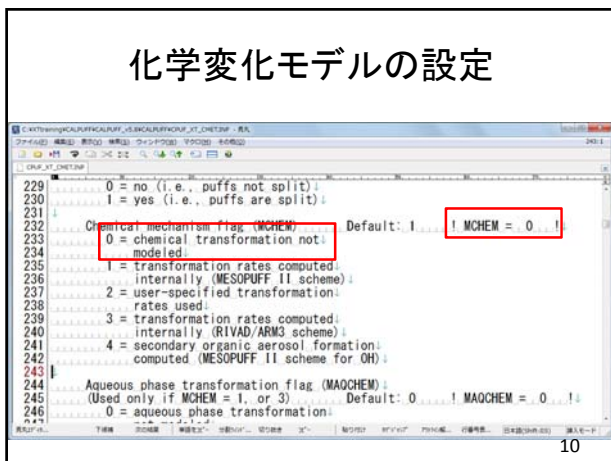 化学変化モデルの設定
229 0 = no (i.e., puffs not split)↓
230 1 = yes (i.e., puffs are split)↓
231 ↓
232 Chemical mechanism flag (MCHEM) Default: 1 ! MCHEM = 0 !↓
233 0 = chemical transformation not↓
234 modeled↓
235 1 = transformation rates computed↓
236 internally (MESOPUFF II scheme)↓
237 2 = user-specified transformation↓
238 rates used↓
239 3 = transformation rates computed↓
240 internally (RIVAD/ARM3 scheme)↓
241 4 = secondary organic aerosol formation↓
242 computed (MESOPUFF II scheme for OH)↓
243 ↓
244 Aqueous phase transformation flag (MAQCHEM)↓
245 (Used only if MCHEM = 1, or 3) Default: 0 ! MAQCHEM = 0 !↓
246 0 = aqueous phase transformation↓
10